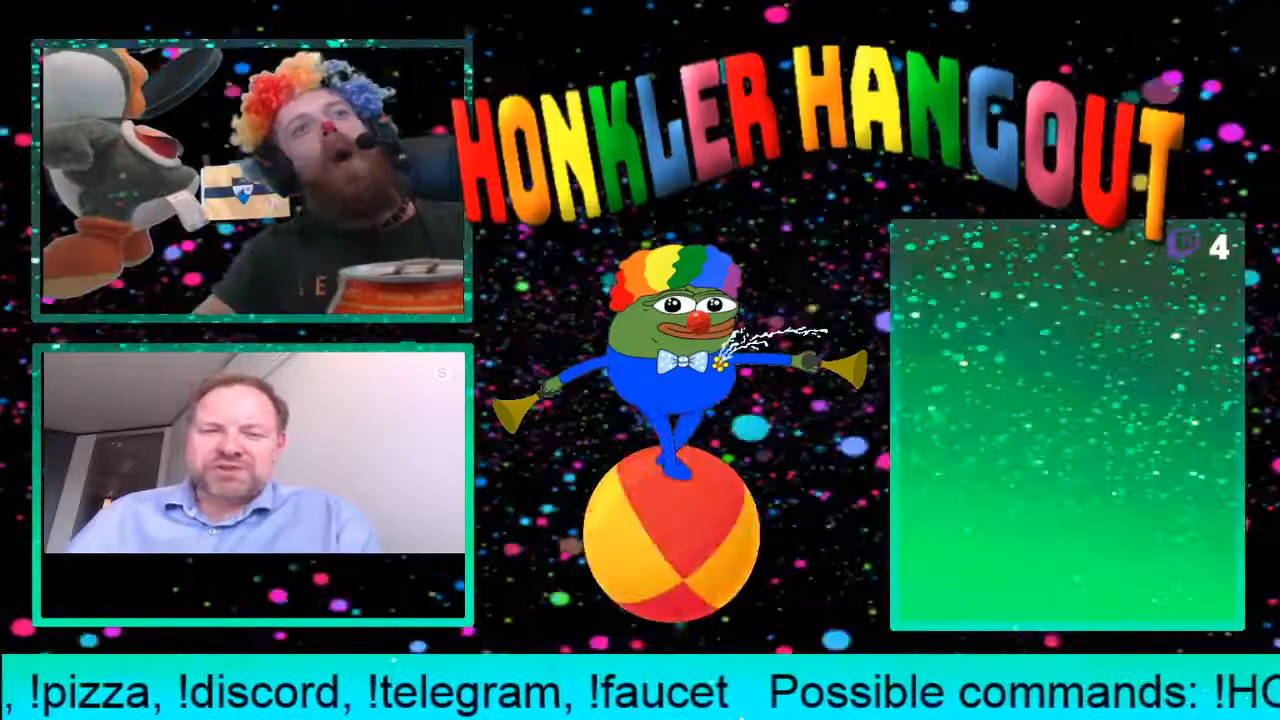 HONKLER HANGOUT
4
S
, !pizza, !discord, !telegram, !faucet Possible commands: !HO